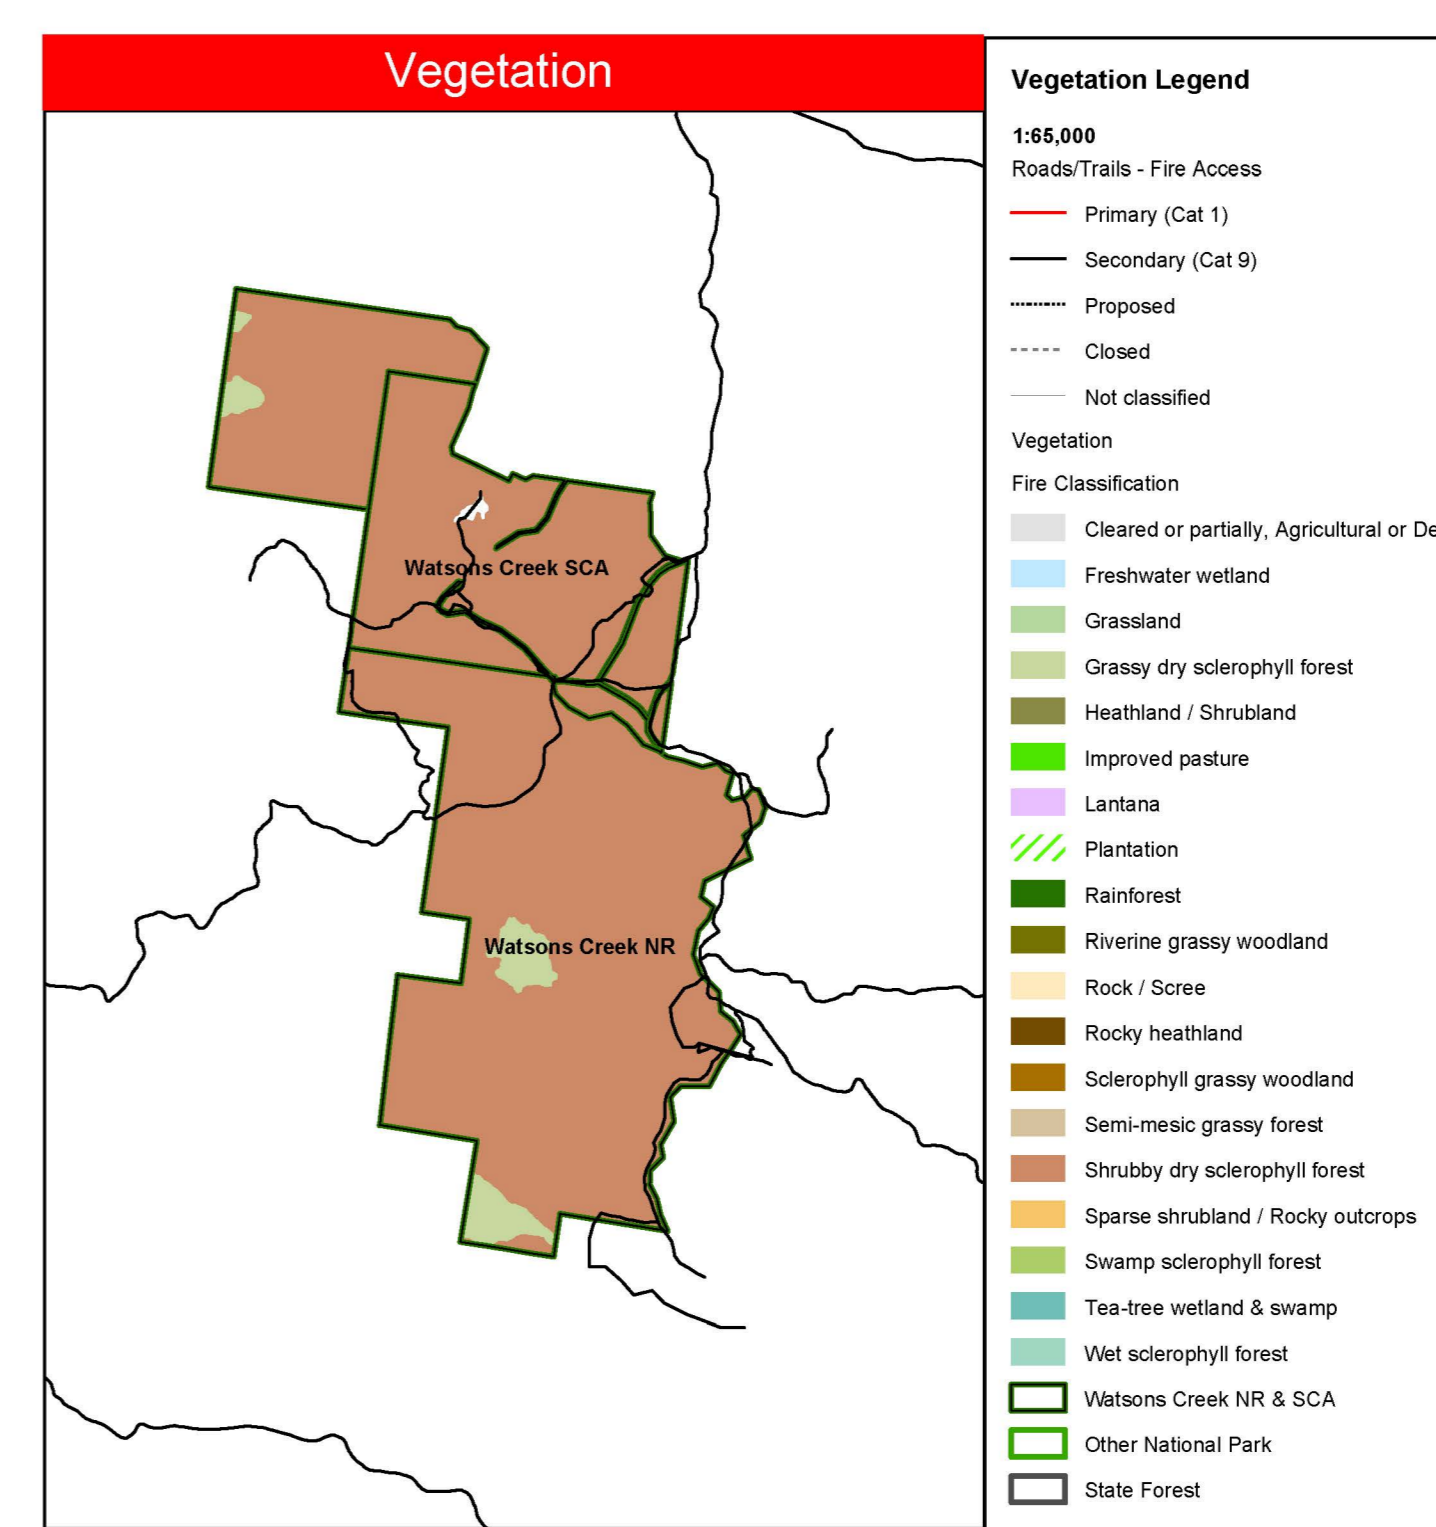 Vegetation
Watsons Creek SCA
Watsons Creek NR
Vegetation Legend
1:65,000
Roads/Trails - Fire Access
Primary (Cat 1)
Secondary (Cat 9)
Proposed
Closed
Not classified
Vegetation
Fire Classification
Cleared or partially, Agricultural or De
Freshwater wetland
Grassland
Grassy dry sclerophyll forest
Heathland / Shrubland
Improved pasture
Lantana
Plantation
Rainforest
Riverine grassy woodland
Rock / Scree
Rocky heathland
Sclerophyll grassy woodland
Semi-mesic grassy forest
Shrubby dry sclerophyll forest
Sparse shrubland / Rocky outcrops
Swamp sclerophyll forest
Tea-tree wetland & swamp
Wet sclerophyll forest
Watsons Creek NR & SCA
Other National Park
State Forest